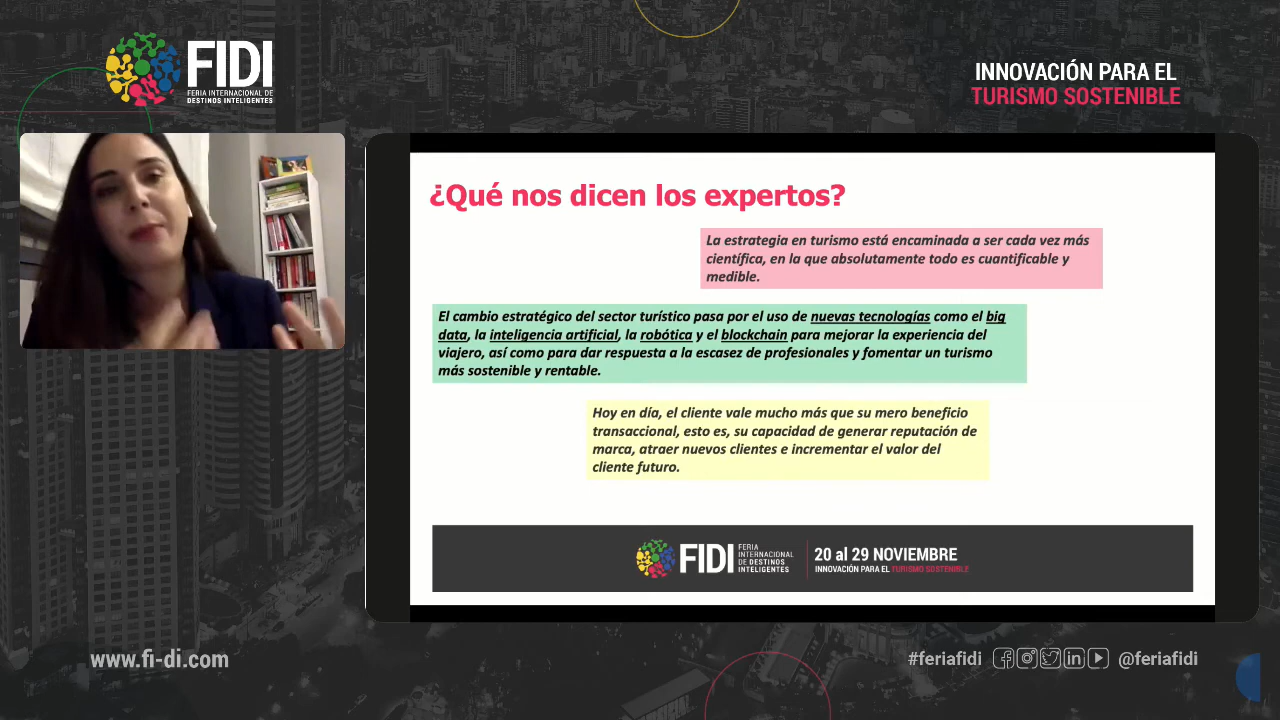 FIDI
FERIA INTERNACIONAL DE
DESTINOS INTELIGENTES
INNOVACIÓN PARA EL
TURISMO SOSTENIBLE
¿Qué nos dicen los expertos?
La estrategia en turismo está encaminada a ser cada vez más
científica, en la que absolutamente todo es cuantificable y
medible.
El cambio estratégico del sector turístico pasa por el uso de nuevas tecnologías como el big
data, la inteligencia artificial, la robótica y el blockchain para mejorar la experiencia del
viajero, así como para dar respuesta a la escasez de profesionales y fomentar un turismo
más sostenible y rentable.
Hoy en día, el cliente vale mucho más que su mero beneficio
transaccional, esto es, su capacidad de generar reputación de
marca, atraer nuevos clientes e incrementar el valor del
cliente futuro.
FIDI
FERIA
INTERNACIONAL
DE DESTINOS
INTELIGENTES
20 al 29 NOVIEMBRE
INNOVACIÓN PARA EL TURISMO SOSTENIBLE
www.fi-di.com
#feriafidi
@feriafidi